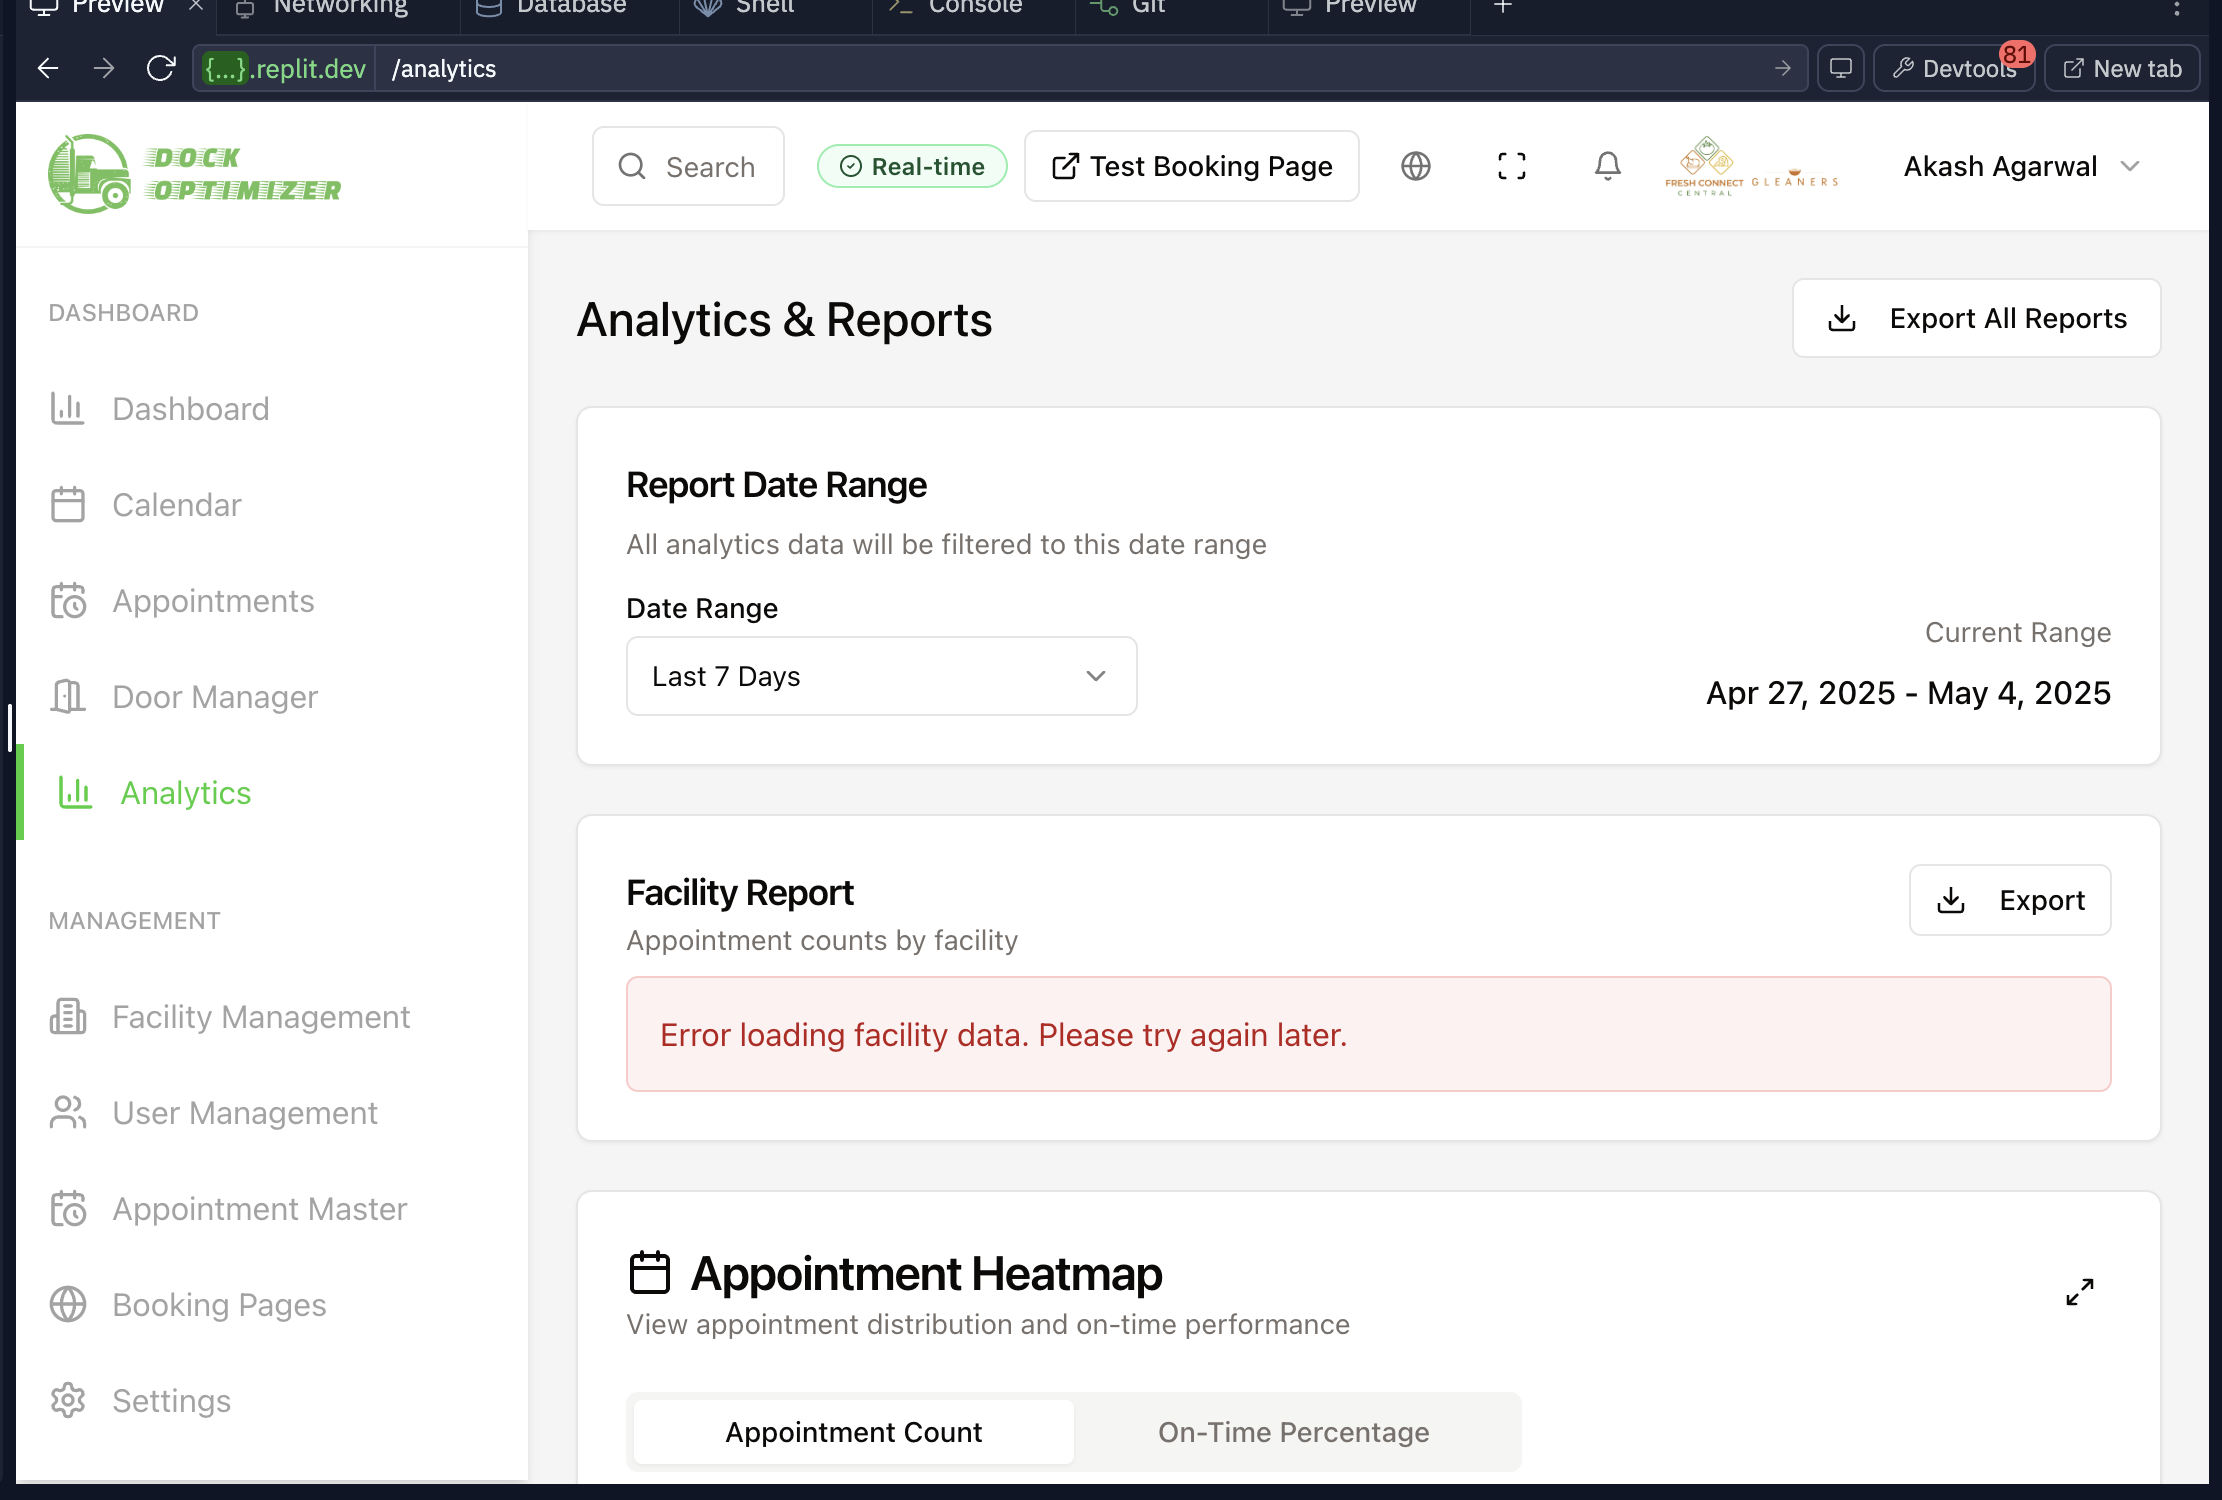 Preview
Networking
Database
Shell
Console
Git
Preview
{...}.replit.dev
/analytics
Devtools
81
New tab
DOCK
OPTIMIZER
Search
Real-time
Test Booking Page
FRESH CONNECT
CENTRAL
GLEANERS
Akash Agarwal
DASHBOARD
Dashboard
Calendar
Appointments
Door Manager
Analytics
MANAGEMENT
Facility Management
User Management
Appointment Master
Booking Pages
Settings
Analytics & Reports
Export All Reports
Report Date Range
All analytics data will be filtered to this date range
Date Range
Last 7 Days
Current Range
Apr 27, 2025 - May 4, 2025
Facility Report
Appointment counts by facility
Export
Error loading facility data. Please try again later.
Appointment Heatmap
View appointment distribution and on-time performance
Appointment Count
On-Time Percentage